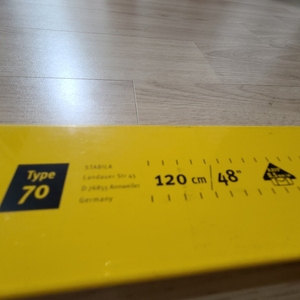 Type
70
STABILA
Landauer Str 45
D 76855 Annweiler
Germany
120 cm / 48"